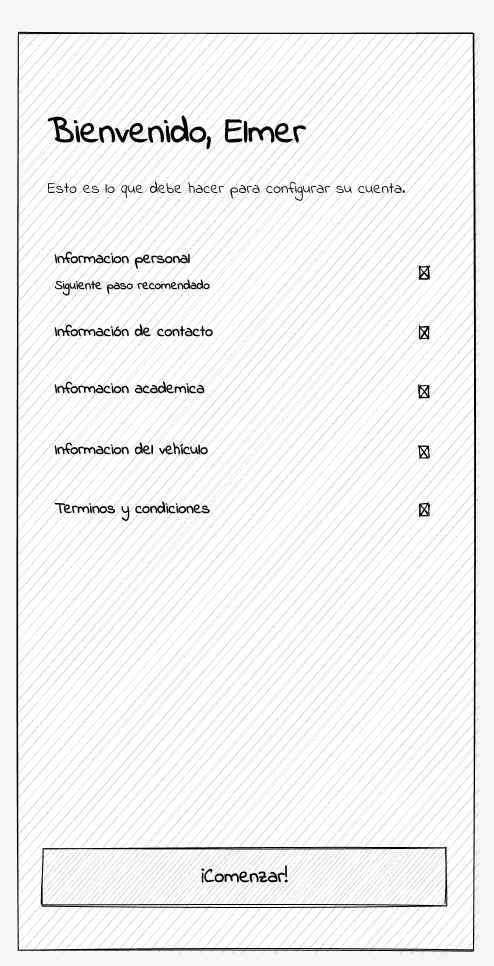 Bienvenido, Elmer
Esto es lo que debe hacer para configurar su cuenta.
Informacion personal
Siguiente paso recomendado
Información de contacto
Informacion academica
Informacion del vehículo
Terminos y condiciones
¡Comenzar!